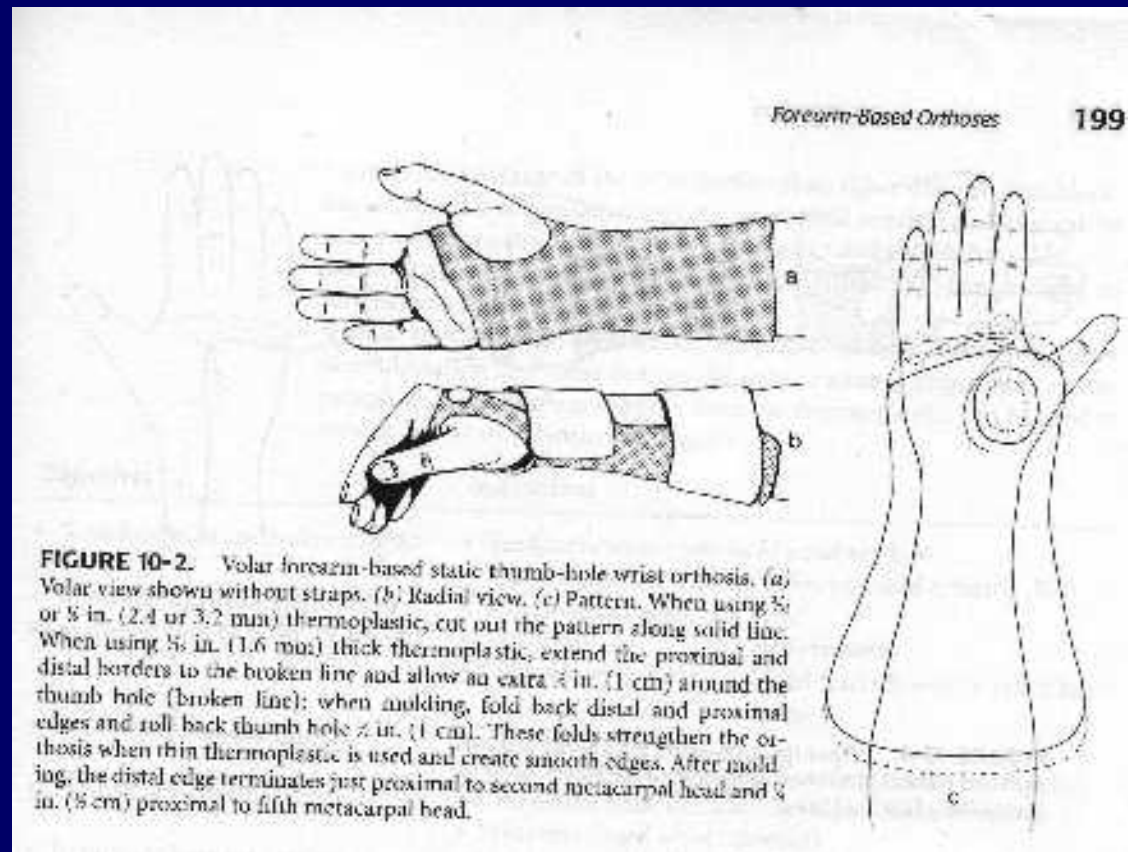 Forearm-Based Orthoses 199
a
b
c
FIGURE 10-2. Volar forearm-based static thumb-hole wrist orthosis. (a)
Volar view shown without straps. (b) Radial view. (c) Pattern. When using
or in. (2.4 or 3.2 mm) thermoplastic, cut out the pattern along solid line.
When using in. (1.6 mm) thick thermoplastic, extend the proximal and
distal borders to the broken line and allow an extra in. (1 cm) around the
thumb hole (broken line); when molding, fold back distal and proximal
edges and roll back thumb hole in. (1 cm). These folds strengthen the or-
thosis when thin thermoplastic is used and create smooth edges. After mold-
ing, the distal edge terminates just proximal to second metacarpal head and
in. ( cm) proximal to fifth metacarpal head.